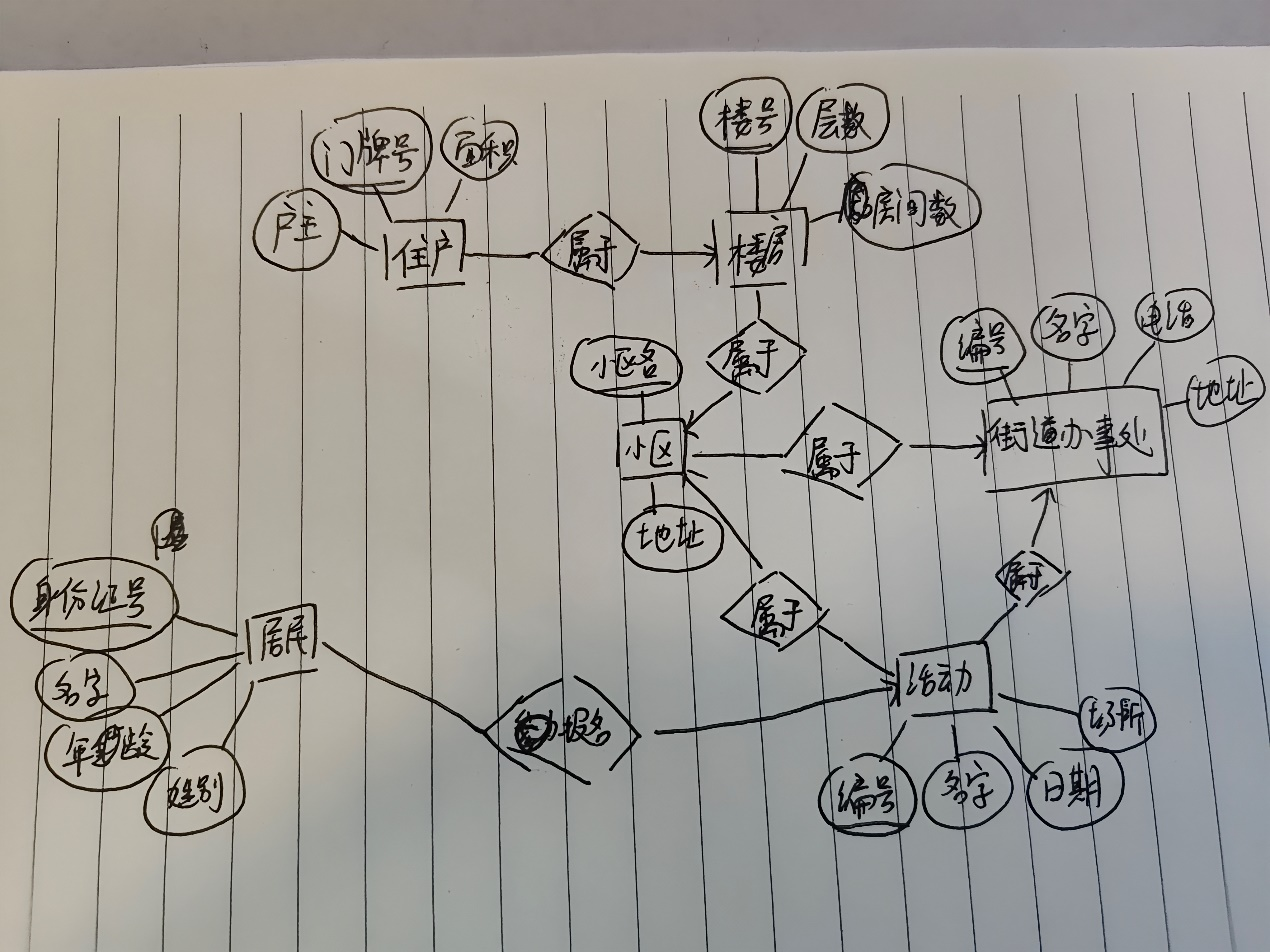 楼号
层数
门牌号
面积
房间数
户主
住户
属于
楼房
编号
名字
电话
小区名
属于
地址
小区
属于
街道办事处
地址
属于
身份证号
属于
居民
名字
活动
年龄
报名
场所
性别
编号
名字
日期